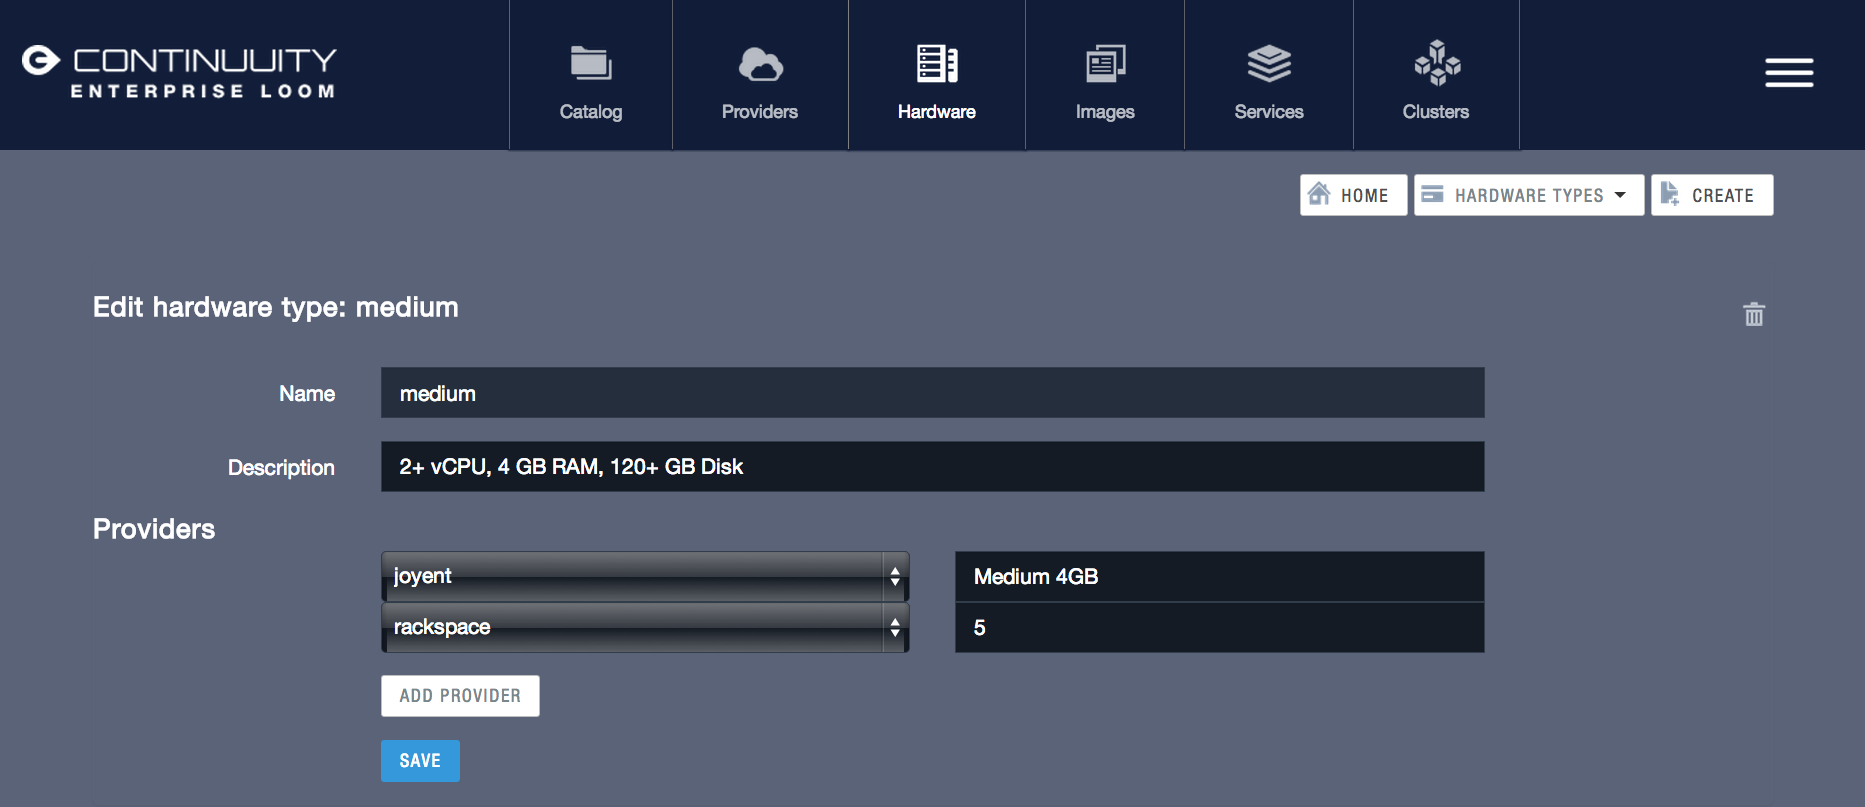 CONTINUUITY
ENTERPRISE LOOM
Catalog
Providers
Hardware
Images
Services
Clusters
HOME
HARDWARE TYPES
CREATE
Edit hardware type: medium
Name
medium
Description
2+ vCPU, 4 GB RAM, 120+ GB Disk
Providers
joyent
Medium 4GB
rackspace
5
ADD PROVIDER
SAVE